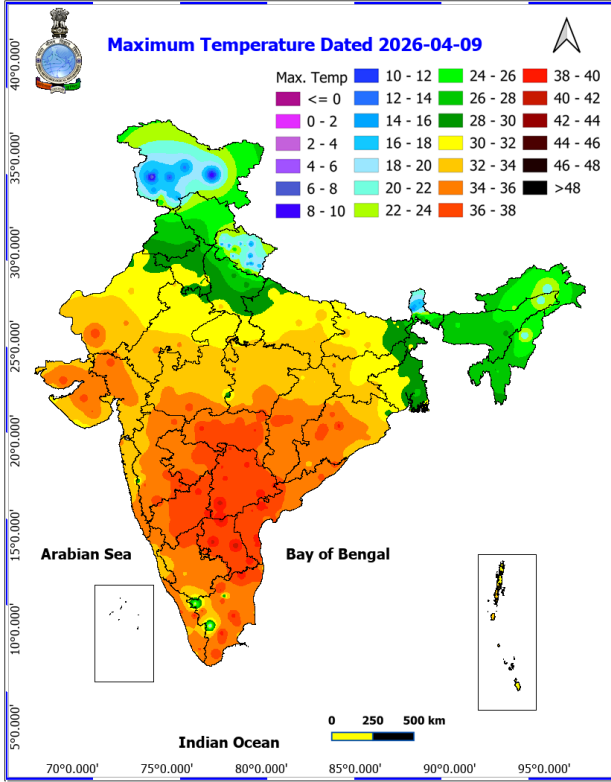 Maximum Temperature Dated 2026-04-09
Max. Temp
<= 0
0 - 2
2 - 4
4 - 6
6 - 8
8 - 10
10 - 12
12 - 14
14 - 16
16 - 18
18 - 20
20 - 22
22 - 24
24 - 26
26 - 28
28 - 30
30 - 32
32 - 34
34 - 36
36 - 38
38 - 40
40 - 42
42 - 44
44 - 46
46 - 48
>48
40°0.000'
35°0.000'
30°0.000'
25°0.000'
20°0.000'
15°0.000'
10°0.000'
5°0.000'
Arabian Sea
Bay of Bengal
Indian Ocean
0 250 500 km
70°0.000' 75°0.000' 80°0.000' 85°0.000' 90°0.000' 95°0.000'